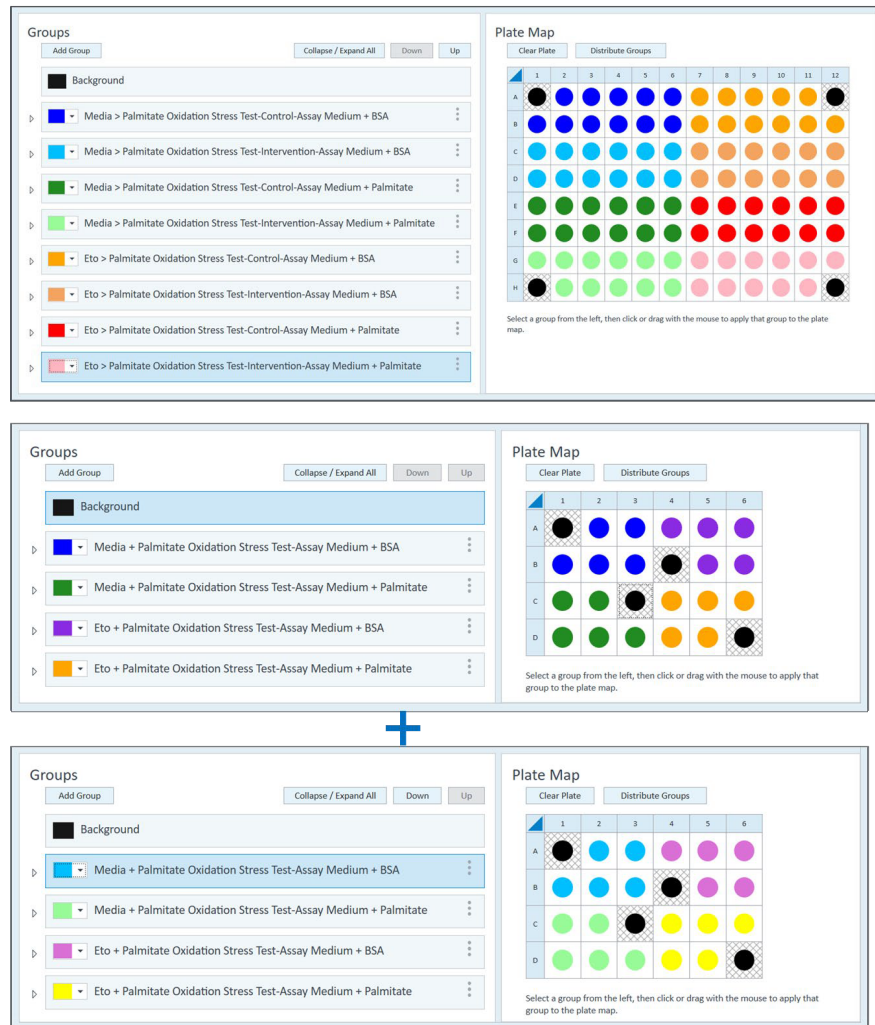 Groups
Add Group
Collapse / Expand All
Down
Up
Background
Media > Palmitate Oxidation Stress Test-Control-Assay Medium + BSA
Media > Palmitate Oxidation Stress Test-Intervention-Assay Medium + BSA
Media > Palmitate Oxidation Stress Test-Control-Assay Medium + Palmitate
Media > Palmitate Oxidation Stress Test-Intervention-Assay Medium + Palmitate
Eto > Palmitate Oxidation Stress Test-Control-Assay Medium + BSA
Eto > Palmitate Oxidation Stress Test-Intervention-Assay Medium + BSA
Eto > Palmitate Oxidation Stress Test-Control-Assay Medium + Palmitate
Eto > Palmitate Oxidation Stress Test-Intervention-Assay Medium + Palmitate
Plate Map
Clear Plate
Distribute Groups
1 2 3 4 5 6 7 8 9 10 11 12
A
B
C
D
E
F
G
H
Select a group from the left, then click or drag with the mouse to apply that group to the plate
map.
Groups
Add Group
Collapse / Expand All
Down
Up
Background
Media + Palmitate Oxidation Stress Test-Assay Medium + BSA
Media + Palmitate Oxidation Stress Test-Assay Medium + Palmitate
Eto + Palmitate Oxidation Stress Test-Assay Medium + BSA
Eto + Palmitate Oxidation Stress Test-Assay Medium + Palmitate
Plate Map
Clear Plate
Distribute Groups
1 2 3 4 5 6
A
B
C
D
Select a group from the left, then click or drag with the mouse to apply that
group to the plate map.
+
Groups
Add Group
Collapse / Expand All
Down
Up
Background
Media + Palmitate Oxidation Stress Test-Assay Medium + BSA
Media + Palmitate Oxidation Stress Test-Assay Medium + Palmitate
Eto + Palmitate Oxidation Stress Test-Assay Medium + BSA
Eto + Palmitate Oxidation Stress Test-Assay Medium + Palmitate
Plate Map
Clear Plate
Distribute Groups
1 2 3 4 5 6
A
B
C
D
Select a group from the left, then click or drag with the mouse to apply that
group to the plate map.